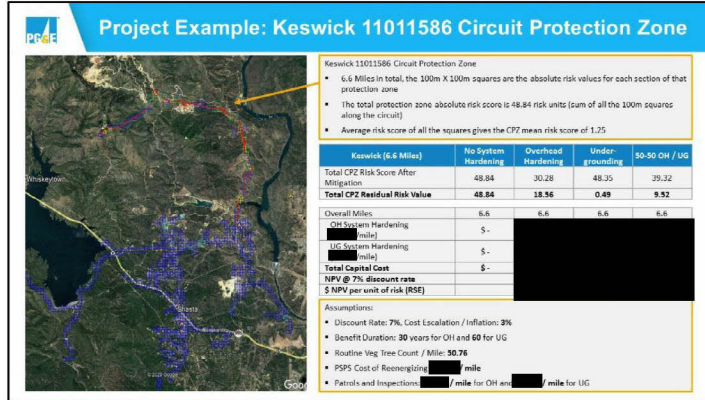 PG&E
Project Example: Keswick 11011586 Circuit Protection Zone
Keswick 11011586 Circuit Protection Zone
▪ 6.6 Miles in total, the 100m X 100m squares are the absolute risk values for each section of that
protection zone
▪ The total protection zone absolute risk is 48.84 risk units (sum of all the 100m squares
along the circuit)
▪ Average risk score of all the squares gives the CPZ mean risk of 1.25
Keswick (6.6 Miles) No System Hardening Overhead Hardening Under-grounding 50-50 OH / UG
Total CPZ Risk Score After Mitigation 48.84 30.28 48.35 39.32
Total CPZ Residual Risk Value 48.84 18.56 0.49 9.52
Overall Miles 6.6 6.6 6.6 6.6
OH System Hardening /mile) $ -
UG System Hardening /mile) $ -
Total Capital Cost $ -
NPV @ 7% discount rate
$ NPV per unit of risk (RSE)
Assumptions:
▪ Discount Rate: 7%, Cost Escalation / Inflation: 3%
▪ Benefit Duration: 30 years for OH and 60 for UG
▪ Routine Veg Tree Count / Mile: 50.76
▪ PSPS Cost of Reenergizing / mile
▪ Patrols and Inspections: / mile for OH and / mile for UG
Whiskeytown
Shasta
© 2020 Google
Goo